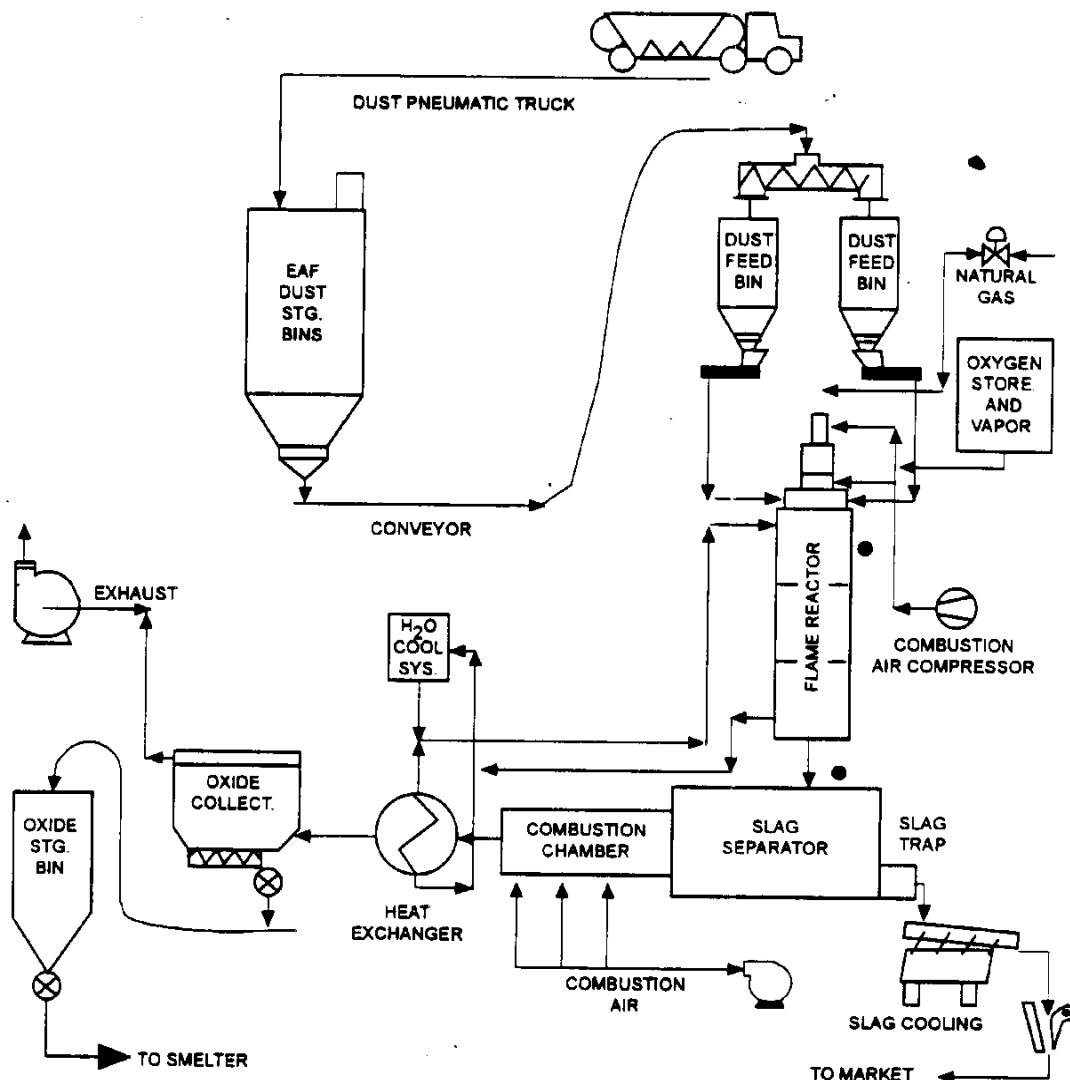 DUST PNEUMATIC TRUCK
EAF
DUST
STG.
BINS
DUST
FEED
BIN
DUST
FEED
BIN
NATURAL
GAS
OXYGEN
STORE
AND
VAPOR
CONVEYOR
EXHAUST
H2O
COOL
SYS.
FLAME REACTOR
COMBUSTION
AIR COMPRESSOR
OXIDE
COLLECT.
OXIDE
STG.
BIN
COMBUSTION
CHAMBER
SLAG
SEPARATOR
SLAG
TRAP
HEAT
EXCHANGER
COMBUSTION
AIR
SLAG COOLING
TO SMELTER
TO MARKET